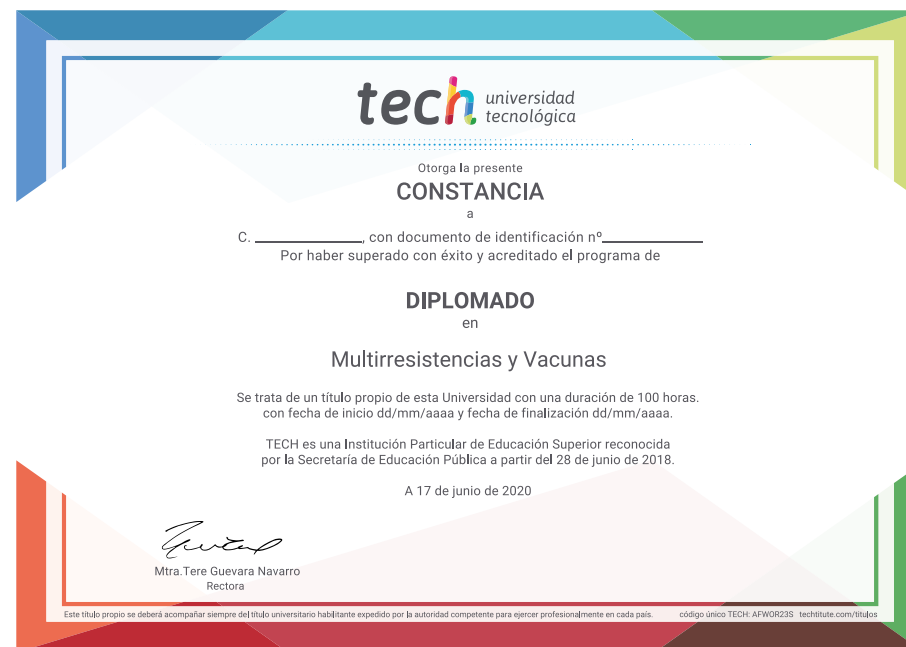 tech universidad
tecnológica
Otorga la presente
CONSTANCIA
a
C. ____________, con documento de identificación nº____________
Por haber superado con éxito y acreditado el programa de
DIPLOMADO
en
Multirresistencias y Vacunas
Se trata de un título propio de esta Universidad con una duración de 100 horas.
con fecha de inicio dd/mm/aaaa y fecha de finalización dd/mm/aaaa.
TECH es una Institución Particular de Educación Superior reconocida
por la Secretaría de Educación Pública a partir del 28 de junio de 2018.
A 17 de junio de 2020
Mtra.Tere Guevara Navarro
Rectora
Este título propio se deberá acompañar siempre del título universitario habilitante expedido por la autoridad competente para ejercer profesionalmente en cada país. código único TECH: AFWOR23S techtitute.com/titulos